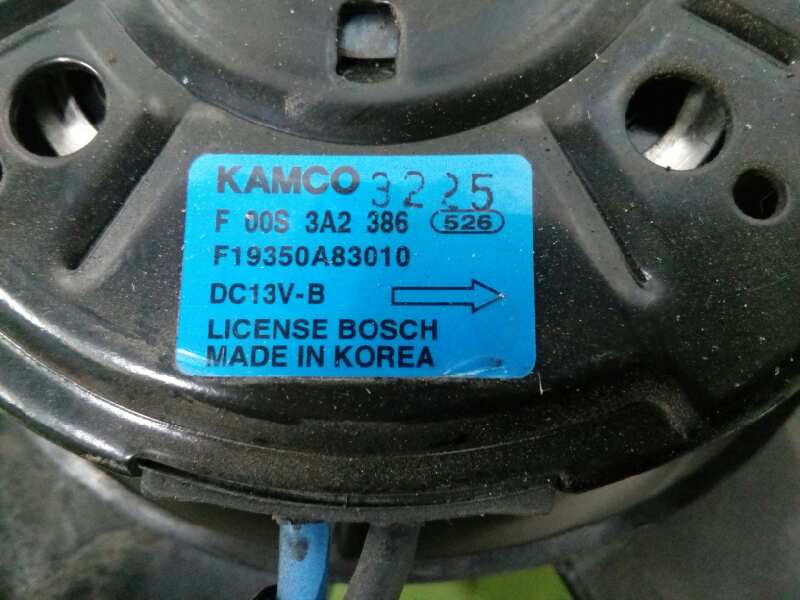 KAMCO 3225
F 00S 3A2 386 526
F19350A83010
DC13V-B
LICENSE BOSCH
MADE IN KOREA